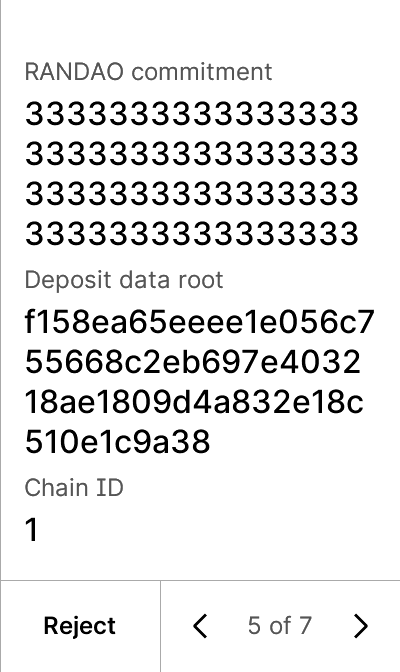 RANDAO commitment
3333333333333333
3333333333333333
3333333333333333
3333333333333333
Deposit data root
f158ea65eeee1e056c7
55668c2eb697e4032
18ae1809d4a832e18c
510e1c9a38
Chain ID
1
Reject 5 of 7